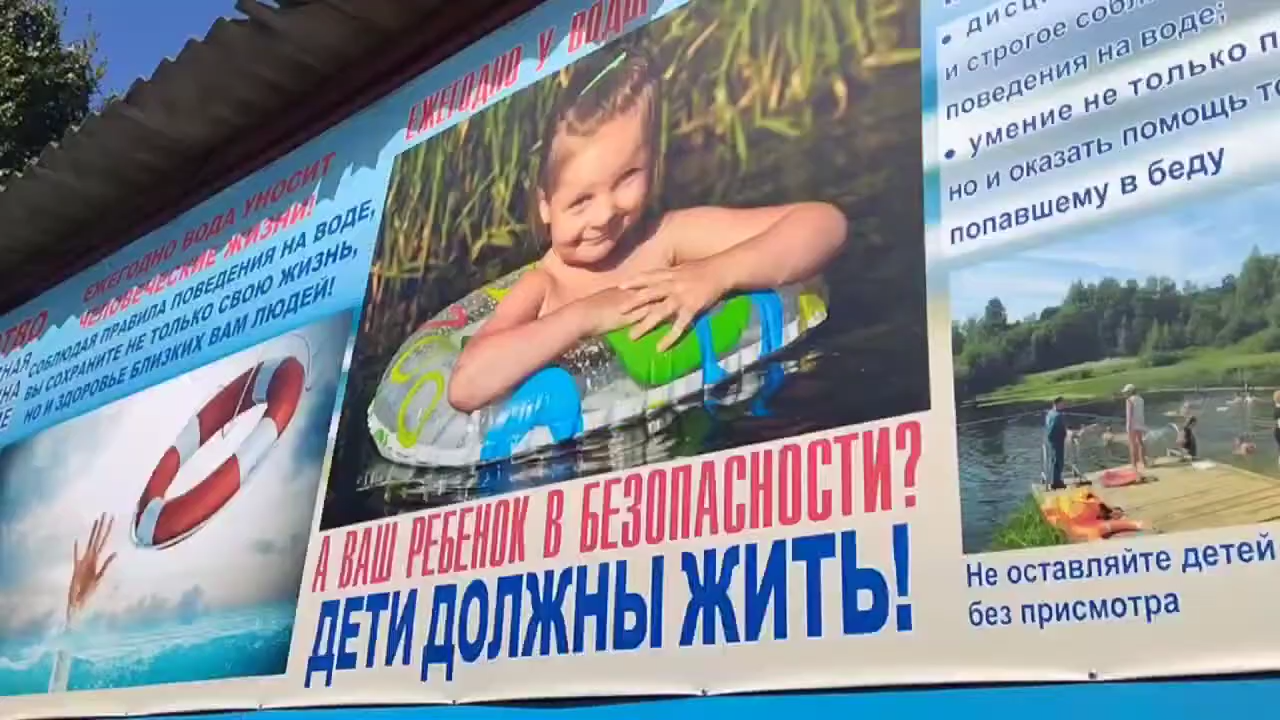 ЕЖЕГОДНО ВОДА УНОСИТ
ЧЕЛОВЕЧЕСКИЕ ЖИЗНИ!
СОБЛЮДАЯ ПРАВИЛА ПОВЕДЕНИЯ НА ВОДЕ,
ВЫ СОХРАНИТЕ НЕ ТОЛЬКО СВОЮ ЖИЗНЬ,
НО И ЗДОРОВЬЕ БЛИЗКИХ ВАМ ЛЮДЕЙ!
ЕЖЕГОДНО У
А ВАШ РЕБЕНОК В БЕЗОПАСНОСТИ?
ДЕТИ ДОЛЖНЫ ЖИТЬ!
и строгое
поведения на воде;
• умение не только
но и оказать помощь
попавшему в беду
Не оставляйте детей
без присмотра